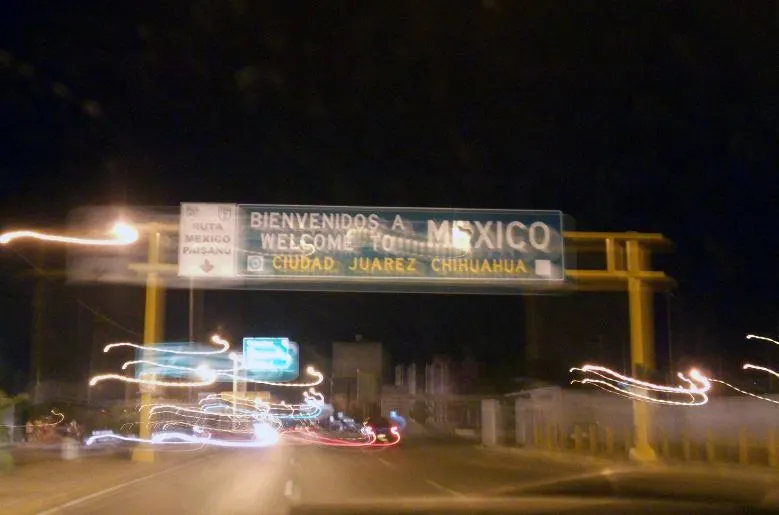 RUTA
MEXICO
PAISANO
BIENVENIDOS A
WELCOME TO
MEXICO
CIUDAD JUAREZ CHIHUAHUA